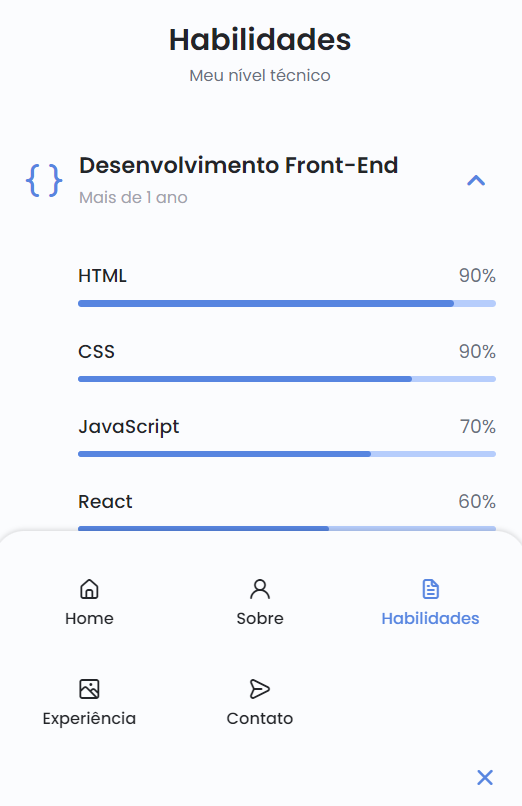 Habilidades
Meu nível técnico
Desenvolvimento Front-End
Mais de 1 ano
HTML 90%
CSS 90%
JavaScript 70%
React 60%
Home Sobre Habilidades
Experiência Contato